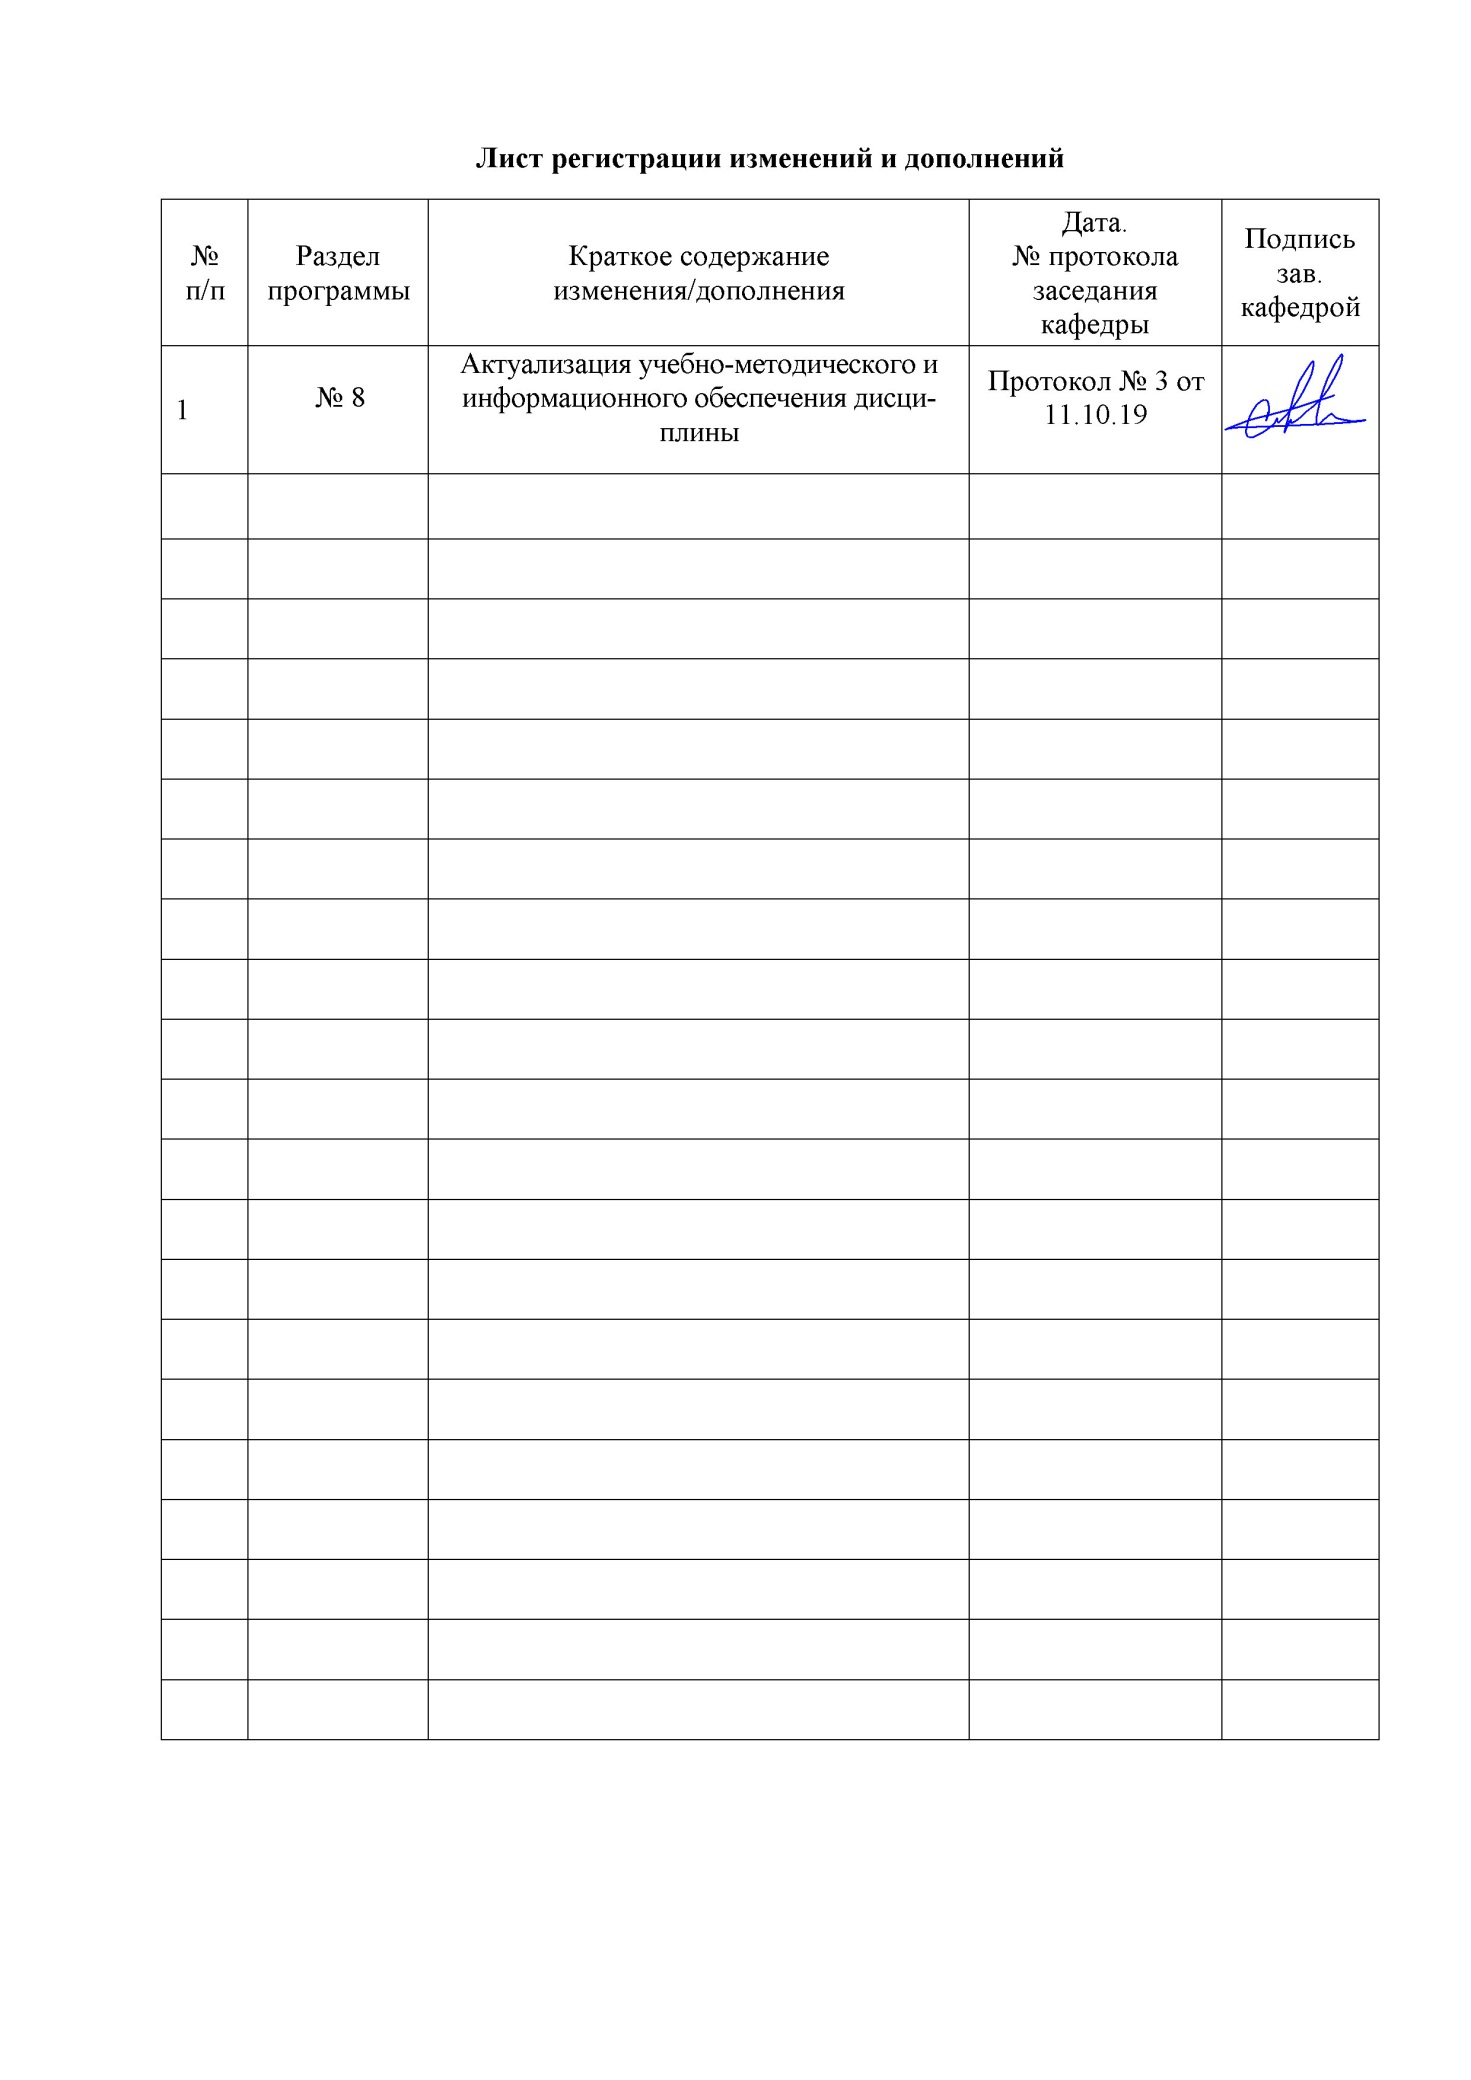 Лист регистрации изменений и дополнений
№
п/п
Раздел
программы
Краткое содержание
изменения/дополнения
Дата.
№ протокола
заседания
кафедры
Подпись
зав.
кафедрой
1
№ 8
Актуализация учебно-методического и
информационного обеспечения дисци-
плины
Протокол № 3 от
11.10.19